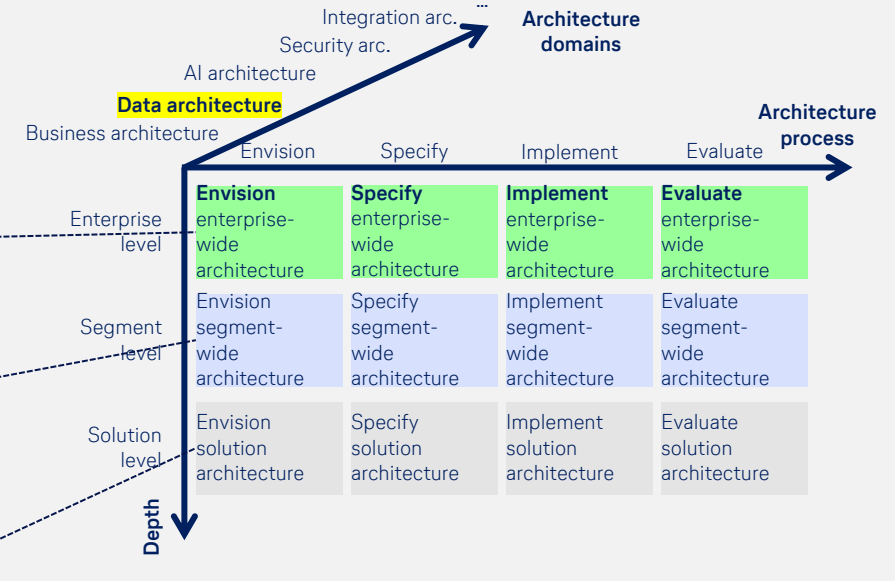 ...
Integration arc.
Architecture
domains
Security arc.
AI architecture
Data architecture
Business architecture
Architecture
process
Envision
Specify
Implement
Evaluate
Enterprise
level
Envision
enterprise-
wide
architecture
Specify
enterprise-
wide
architecture
Implement
enterprise-
wide
architecture
Evaluate
enterprise-
wide
architecture
Segment
level
Envision
segment-
wide
architecture
Specify
segment-
wide
architecture
Implement
segment-
wide
architecture
Evaluate
segment-
wide
architecture
Solution
level
Envision
solution
architecture
Specify
solution
architecture
Implement
solution
architecture
Evaluate
solution
architecture
Depth